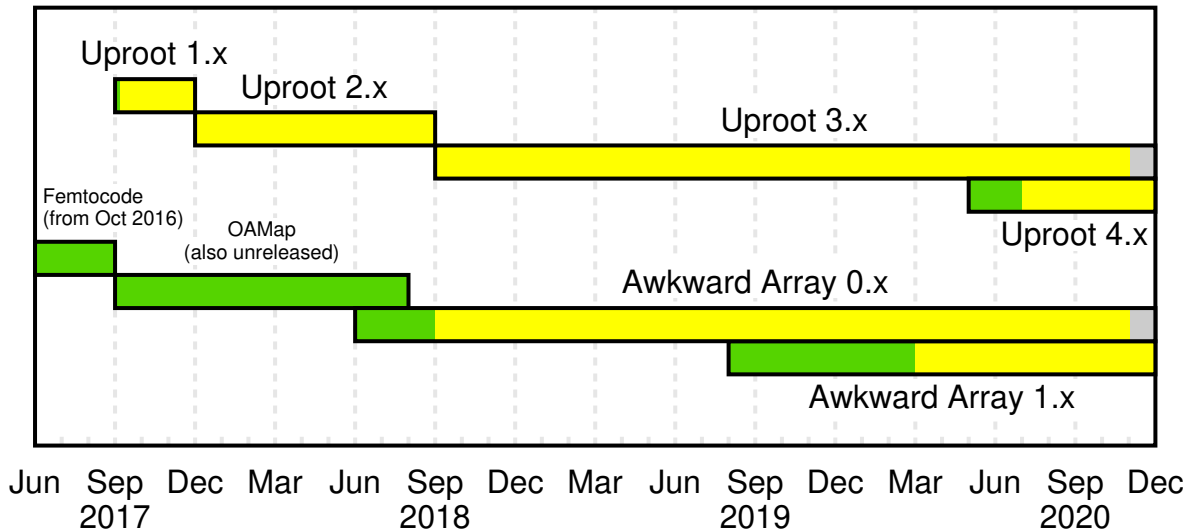 Uproot 1.x
Uproot 2.x
Uproot 3.x
Femtocode
(from Oct 2016)
OAMap
(also unreleased)
Uproot 4.x
Awkward Array 0.x
Awkward Array 1.x
Jun Sep Dec Mar Jun Sep Dec Mar Jun Sep Dec Mar Jun Sep Dec
2017 2018 2019 2020